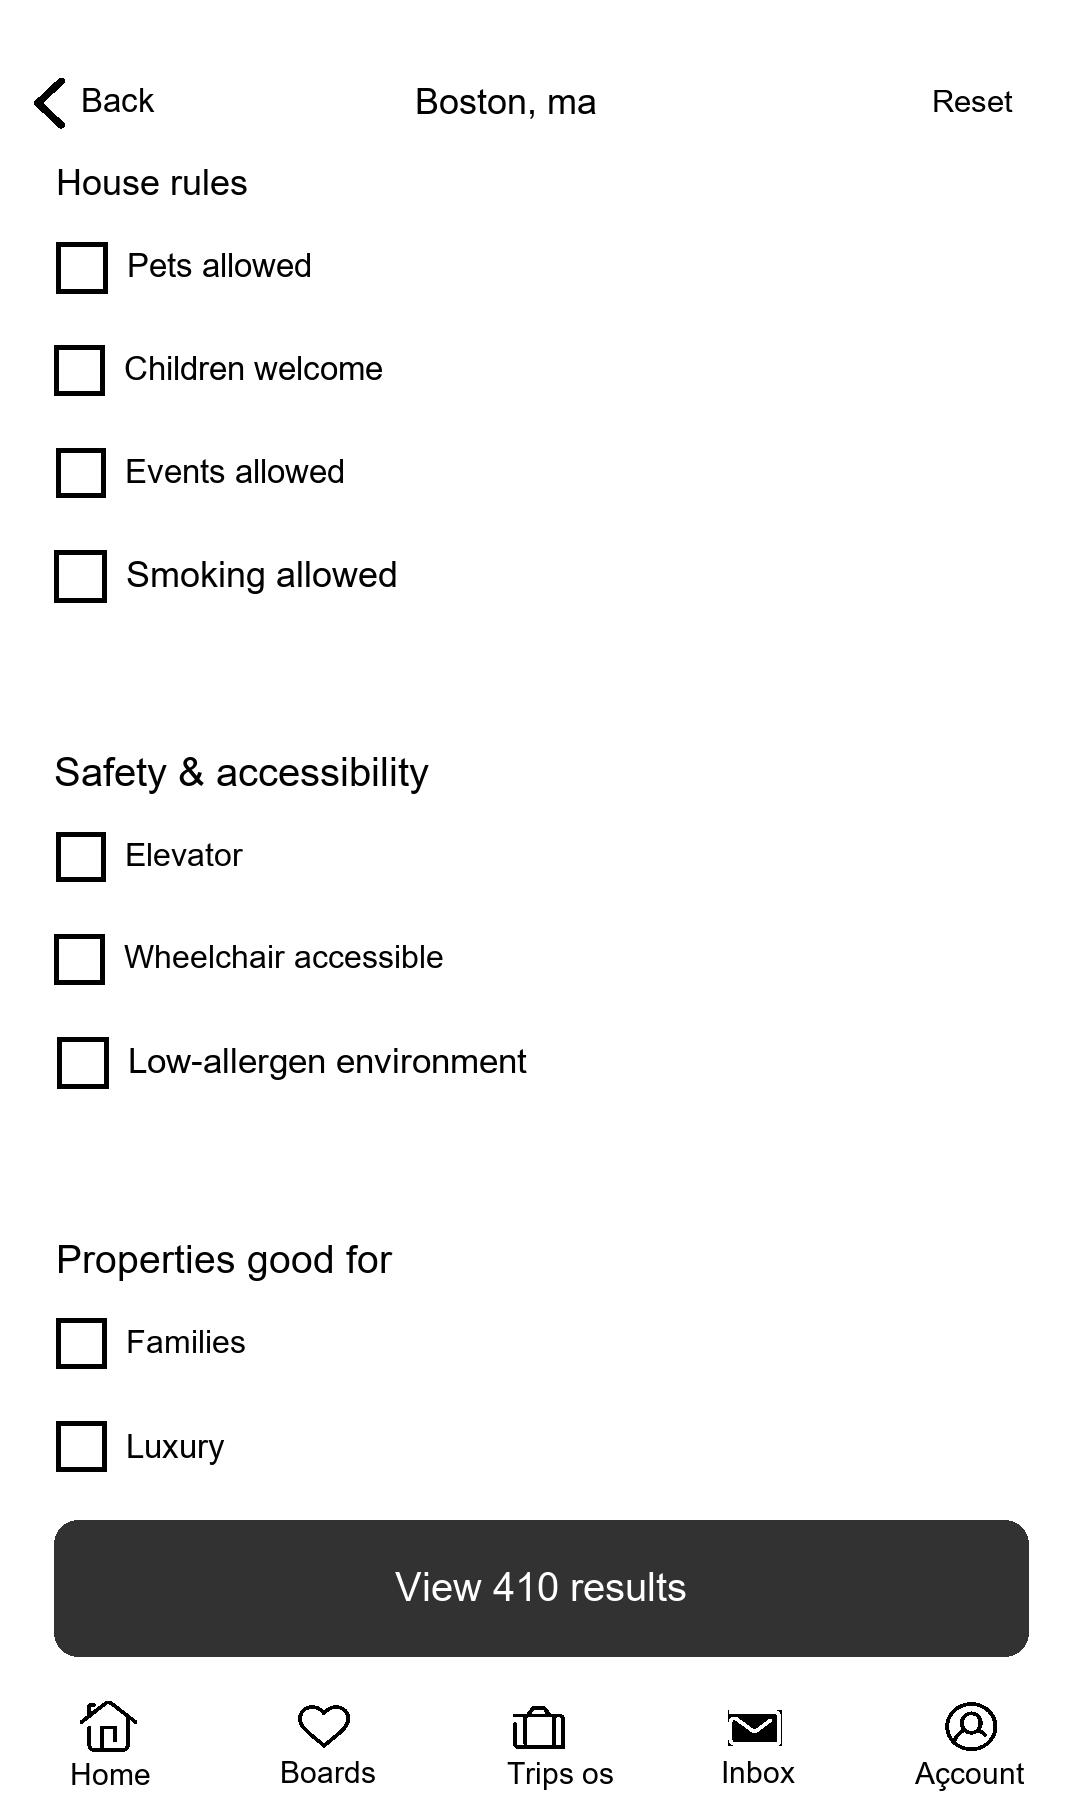 Back Boston, ma Reset
House rules
Pets allowed
Children welcome
Events allowed
Smoking allowed
Safety & accessibility
Elevator
Wheelchair accessible
Low-allergen environment
Properties good for
Families
Luxury
View 410 results
Home Boards Trips os Inbox Açcount